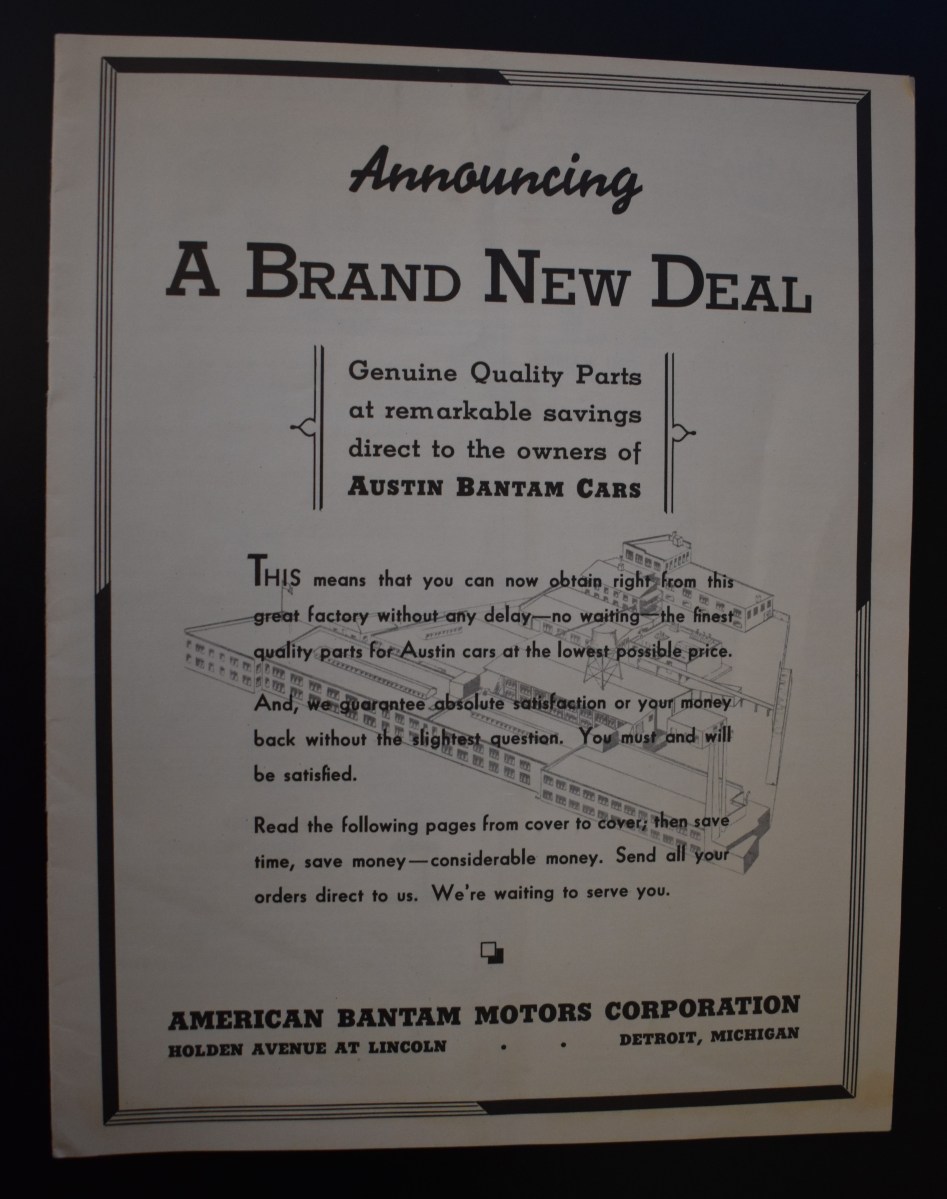 Announcing
A BRAND NEW DEAL
Genuine Quality Parts
at remarkable savings
direct to the owners of
AUSTIN BANTAM CARS
THIS means that you can now obtain right from this
great factory without any delay—no waiting—the finest
quality parts for Austin cars at the lowest possible price.
And, we guarantee absolute satisfaction or your money
back without the slightest question. You must and will
be satisfied.
Read the following pages from cover to cover; then save
time, save money—considerable money. Send all your
orders direct to us. We're waiting to serve you.
AMERICAN BANTAM MOTORS CORPORATION
HOLDEN AVENUE AT LINCOLN · · DETROIT, MICHIGAN